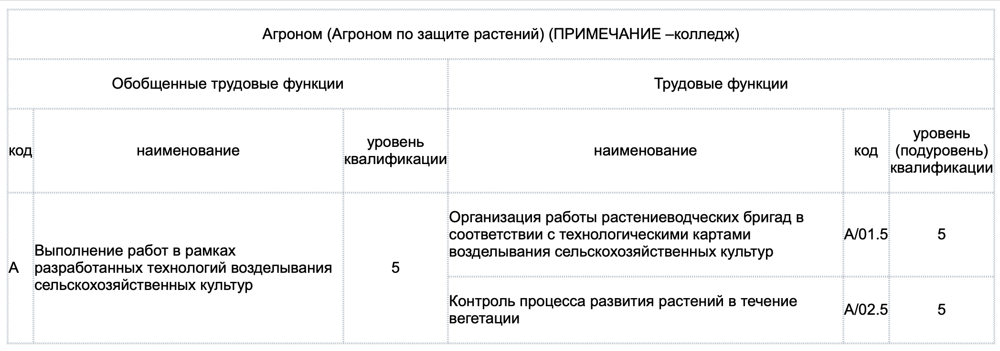 Агроном (Агроном по защите растений) (ПРИМЕЧАНИЕ –колледж)
Обобщенные трудовые функции
Трудовые функции
код
наименование
уровень
квалификации
наименование
код
уровень
(подуровень)
квалификации
А
Выполнение работ в рамках
разработанных технологий возделывания
сельскохозяйственных культур
5
Организация работы растениеводческих бригад в
соответствии с технологическими картами
возделывания сельскохозяйственных культур
А/01.5
5
Контроль процесса развития растений в течение
вегетации
А/02.5
5